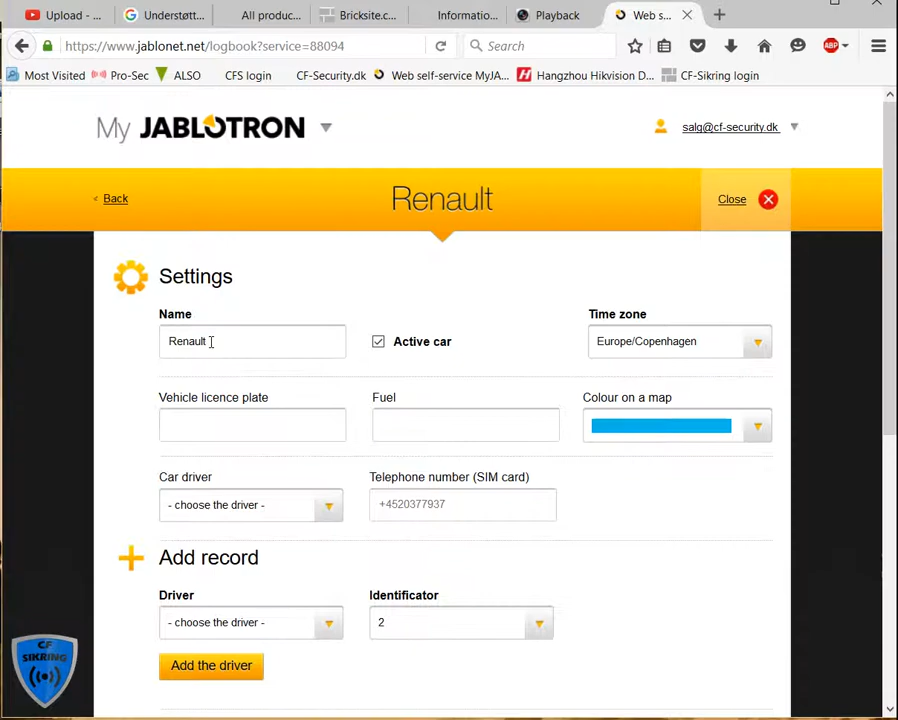 Upload - ...
Understøtt...
All produc...
Bricksite.c...
Informatio...
Playback
Web s...
https://www.jablonet.net/logbook?service=88094
Search
ABP
Most Visited
Pro-Sec
ALSO
CFS login
CF-Security.dk
Web self-service MyJA...
Hangzhou Hikvision D...
CF-Sikring login
My JABLOTRON
salg@cf-security.dk
< Back
Renault
Close
Settings
Name
Renault
Active car
Time zone
Europe/Copenhagen
Vehicle licence plate
Fuel
Colour on a map
Car driver
- choose the driver -
Telephone number (SIM card)
+4520377937
Add record
Driver
- choose the driver -
Identificator
2
Add the driver
CF
SIKRING